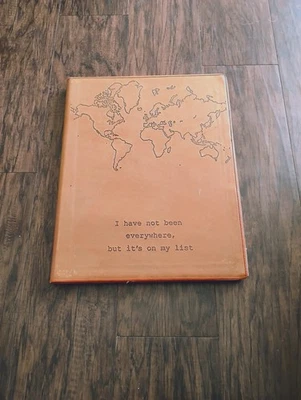 I have not been
everywhere,
but it's on my list